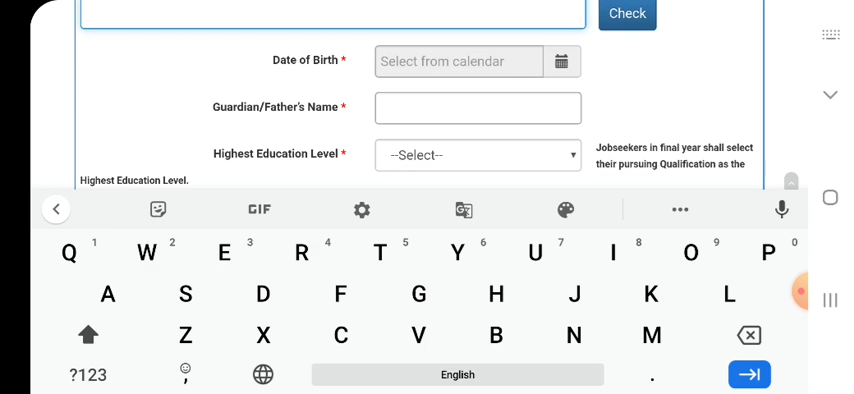 Check
Date of Birth *
Select from calendar
Guardian/Father's Name *
Highest Education Level *
--Select--
Jobseekers in final year shall select
their pursuing Qualification as the
Highest Education Level.
GIF
Q 1 W 2 E 3 R 4 T 5 Y 6 U 7 I 8 O 9 P 0
A S D F G H J K L
Z X C V B N M
?123 , English .